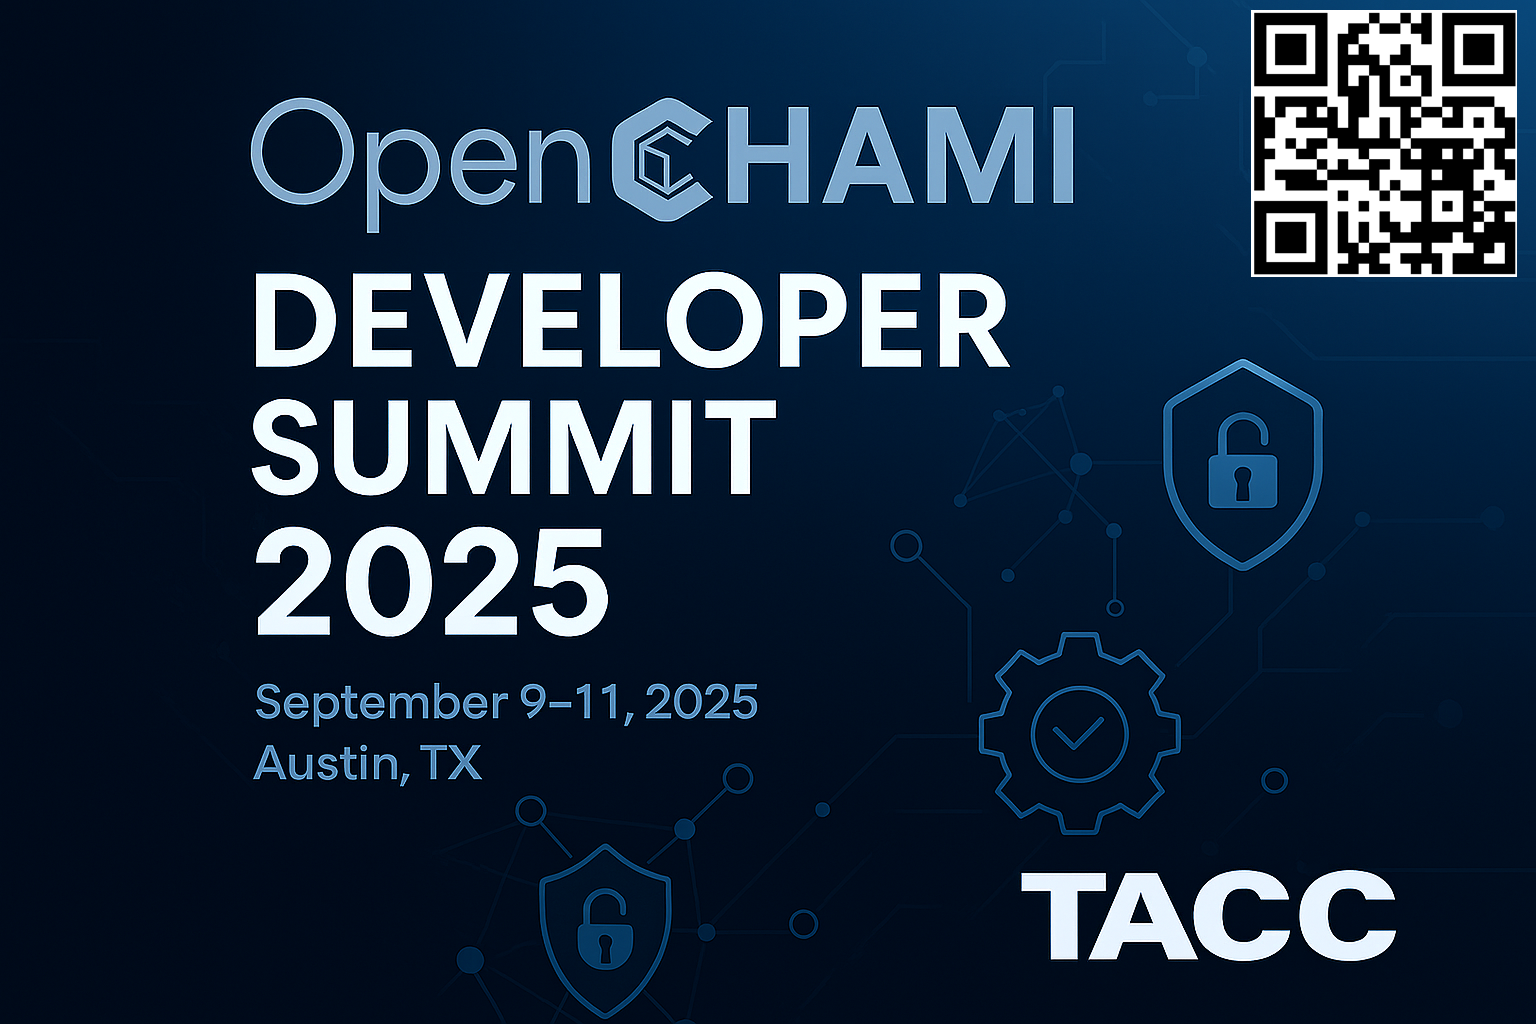 OpenCHAMI
DEVELOPER
SUMMIT
2025
September 9–11, 2025
Austin, TX
TACC